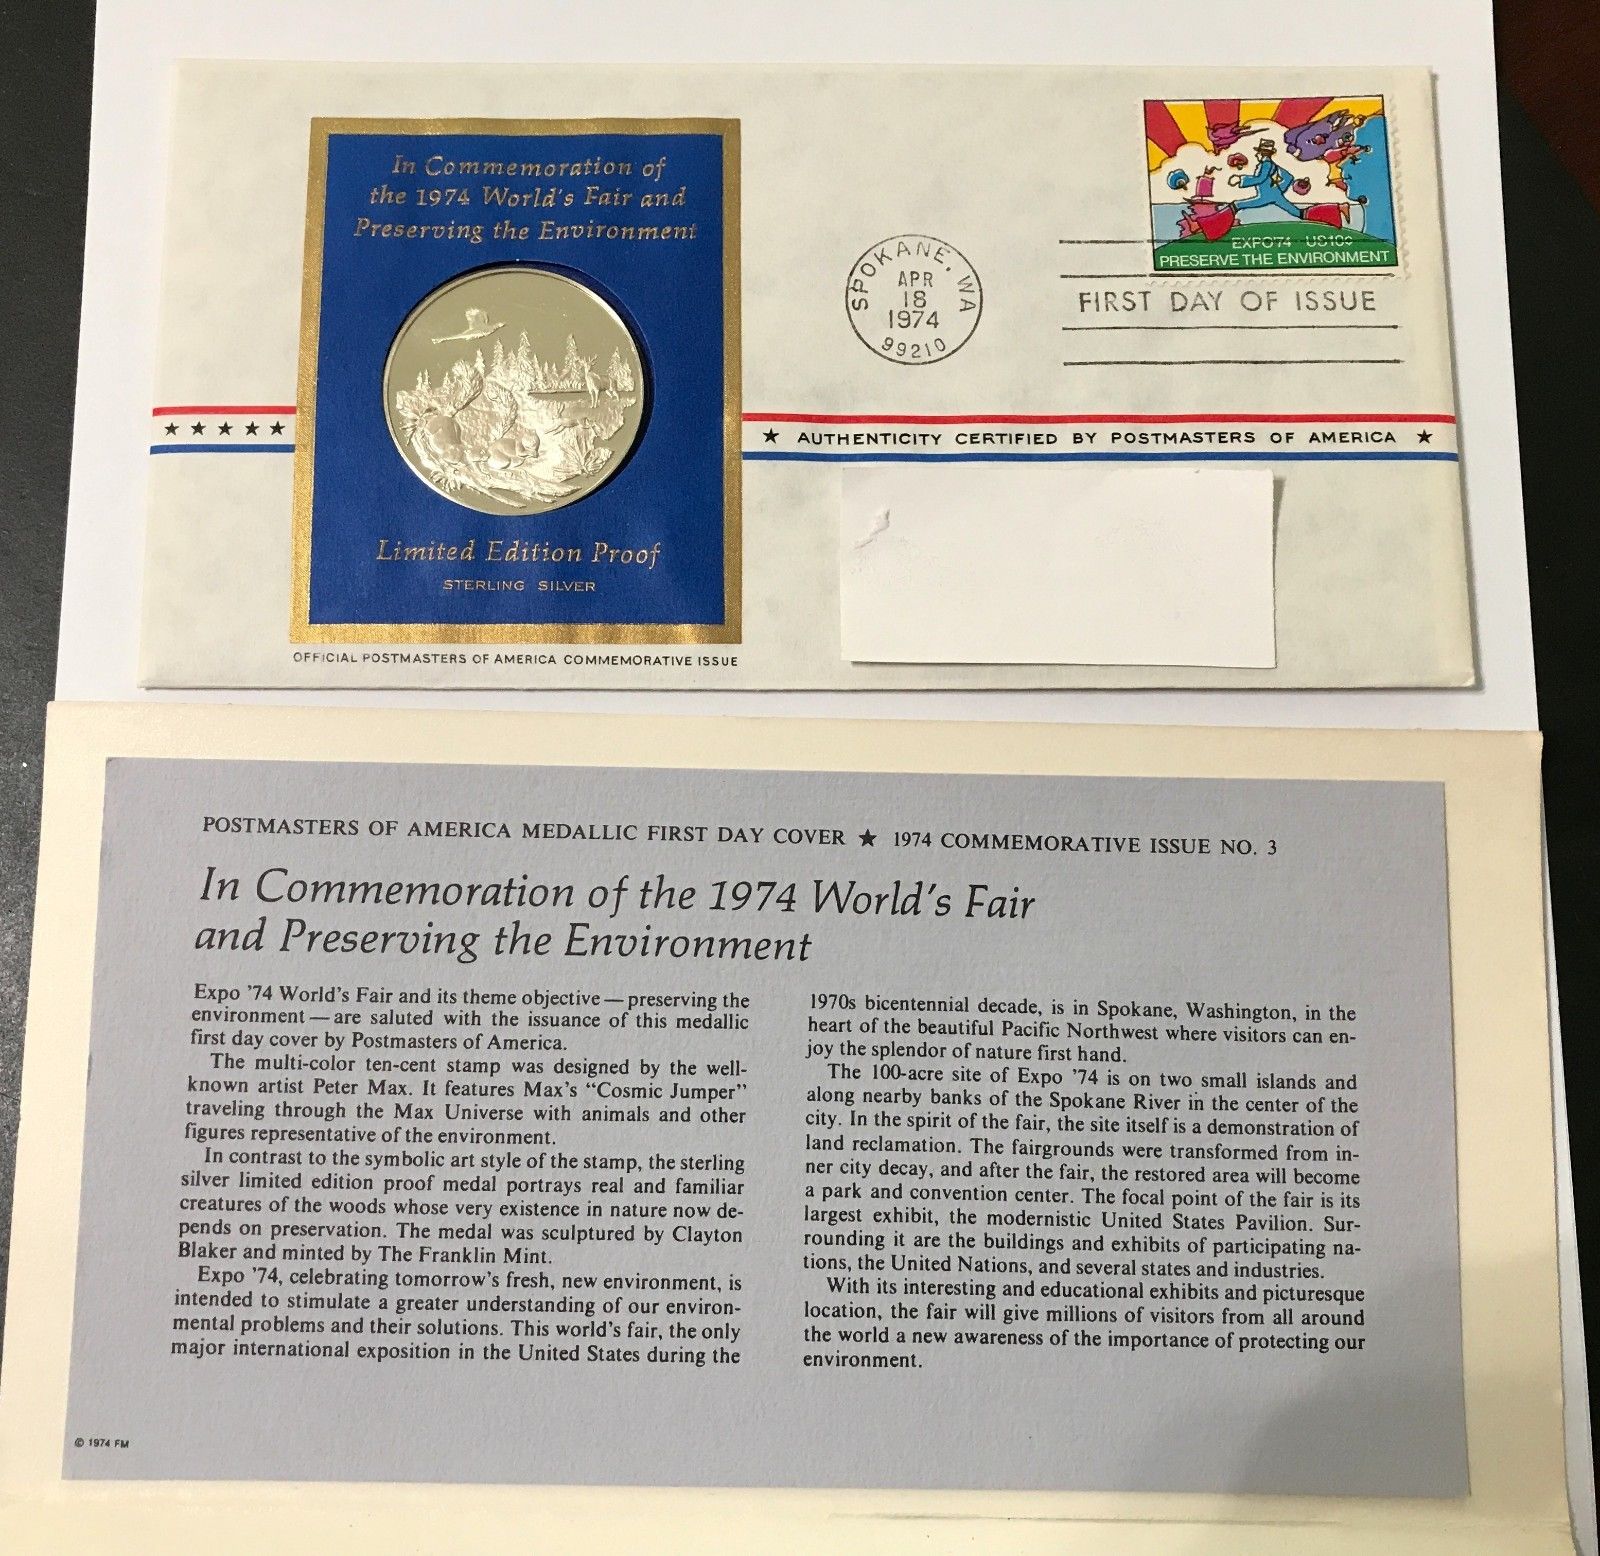 In Commemoration of
the 1974 World's Fair and
Preserving the Environment
Limited Edition Proof
STERLING SILVER
OFFICIAL POSTMASTERS OF AMERICA COMMEMORATIVE ISSUE
SPOKANE, WA
APR
18
1974
99210
EXPO74 US10¢
PRESERVE THE ENVIRONMENT
FIRST DAY OF ISSUE
★ ★ ★ ★ ★
★ AUTHENTICITY CERTIFIED BY POSTMASTERS OF AMERICA ★
POSTMASTERS OF AMERICA MEDALLIC FIRST DAY COVER ★ 1974 COMMEMORATIVE ISSUE NO. 3
In Commemoration of the 1974 World's Fair
and Preserving the Environment
Expo '74 World's Fair and its theme objective — preserving the
environment — are saluted with the issuance of this medallic
first day cover by Postmasters of America.
The multi-color ten-cent stamp was designed by the well-
known artist Peter Max. It features Max's "Cosmic Jumper"
traveling through the Max Universe with animals and other
figures representative of the environment.
In contrast to the symbolic art style of the stamp, the sterling
silver limited edition proof medal portrays real and familiar
creatures of the woods whose very existence in nature now de-
pends on preservation. The medal was sculptured by Clayton
Blaker and minted by The Franklin Mint.
Expo '74, celebrating tomorrow's fresh, new environment, is
intended to stimulate a greater understanding of our environ-
mental problems and their solutions. This world's fair, the only
major international exposition in the United States during the
1970s bicentennial decade, is in Spokane, Washington, in the
heart of the beautiful Pacific Northwest where visitors can en-
joy the splendor of nature first hand.
The 100-acre site of Expo '74 is on two small islands and
along nearby banks of the Spokane River in the center of the
city. In the spirit of the fair, the site itself is a demonstration of
land reclamation. The fairgrounds were transformed from in-
ner city decay, and after the fair, the restored area will become
a park and convention center. The focal point of the fair is its
largest exhibit, the modernistic United States Pavilion. Sur-
rounding it are the buildings and exhibits of participating na-
tions, the United Nations, and several states and industries.
With its interesting and educational exhibits and picturesque
location, the fair will give millions of visitors from all around
the world a new awareness of the importance of protecting our
environment.
© 1974 FM